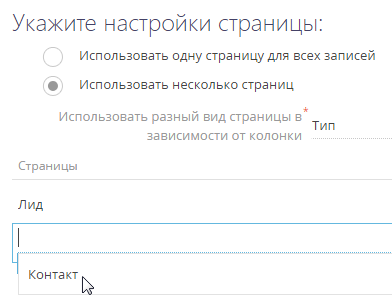 Укажите настройки страницы:
Использовать одну страницу для всех записей
Использовать несколько страниц
Использовать разный вид страницы в *
зависимости от колонки
Тип
Страницы
Лид
Контакт